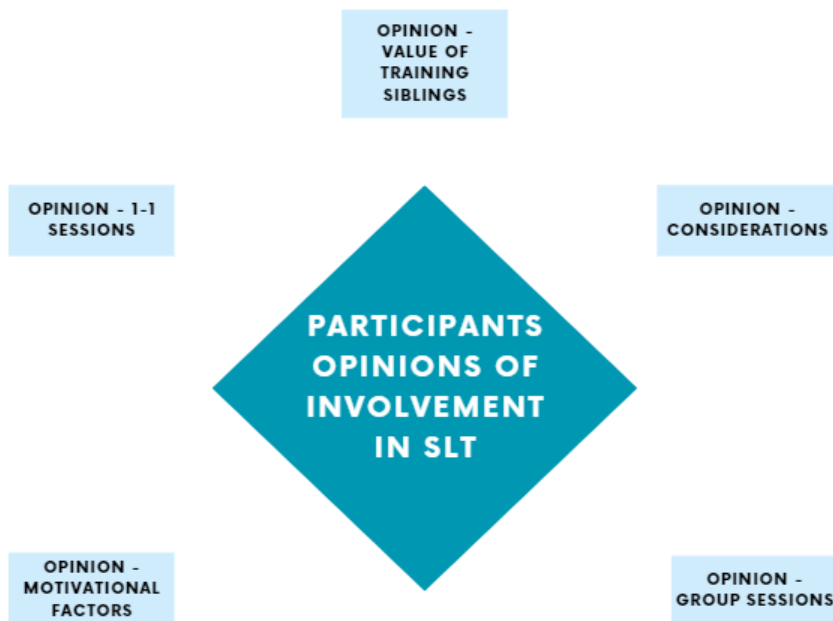 OPINION -
VALUE OF
TRAINING
SIBLINGS
OPINION - 1-1
SESSIONS
OPINION -
CONSIDERATIONS
PARTICIPANTS
OPINIONS OF
INVOLVEMENT
IN SLT
OPINION -
MOTIVATIONAL
FACTORS
OPINION -
GROUP SESSIONS